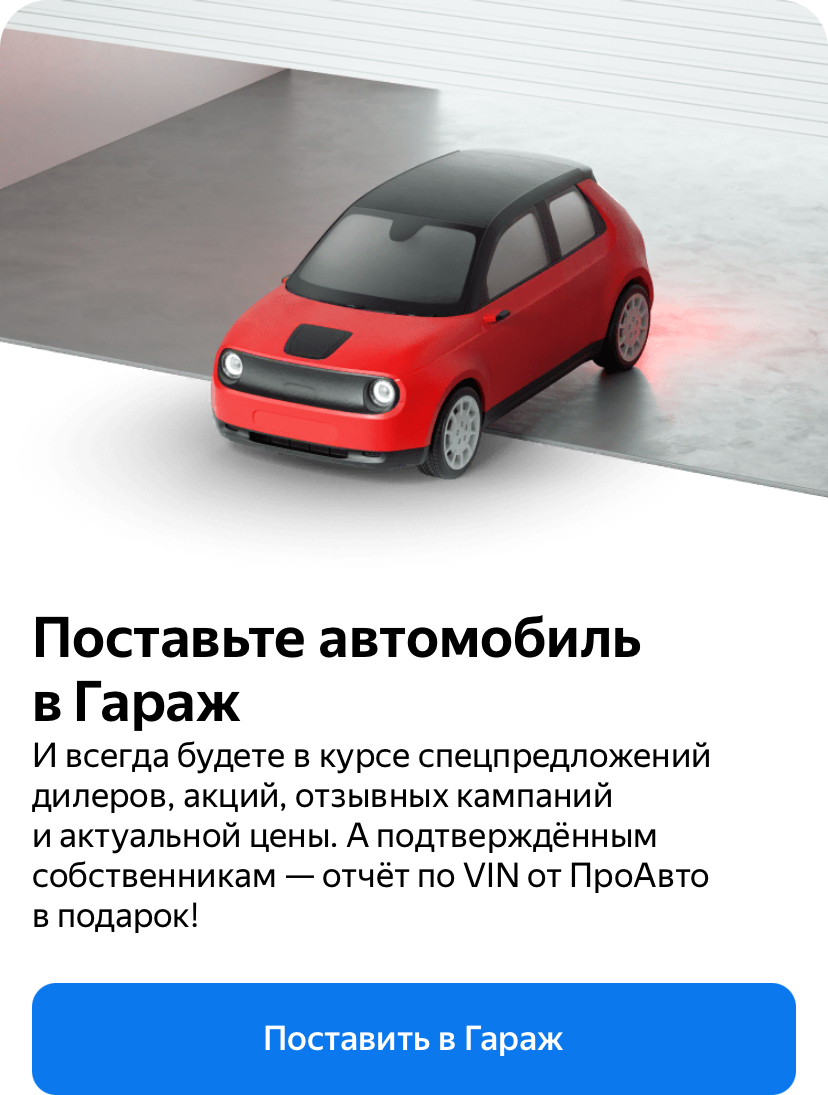 Поставьте автомобиль
в Гараж
И всегда будете в курсе спецпредложений
дилеров, акций, отзывных кампаний
и актуальной цены. А подтверждённым
собственникам — отчёт по VIN от ПроАвто
в подарок!
Поставить в Гараж